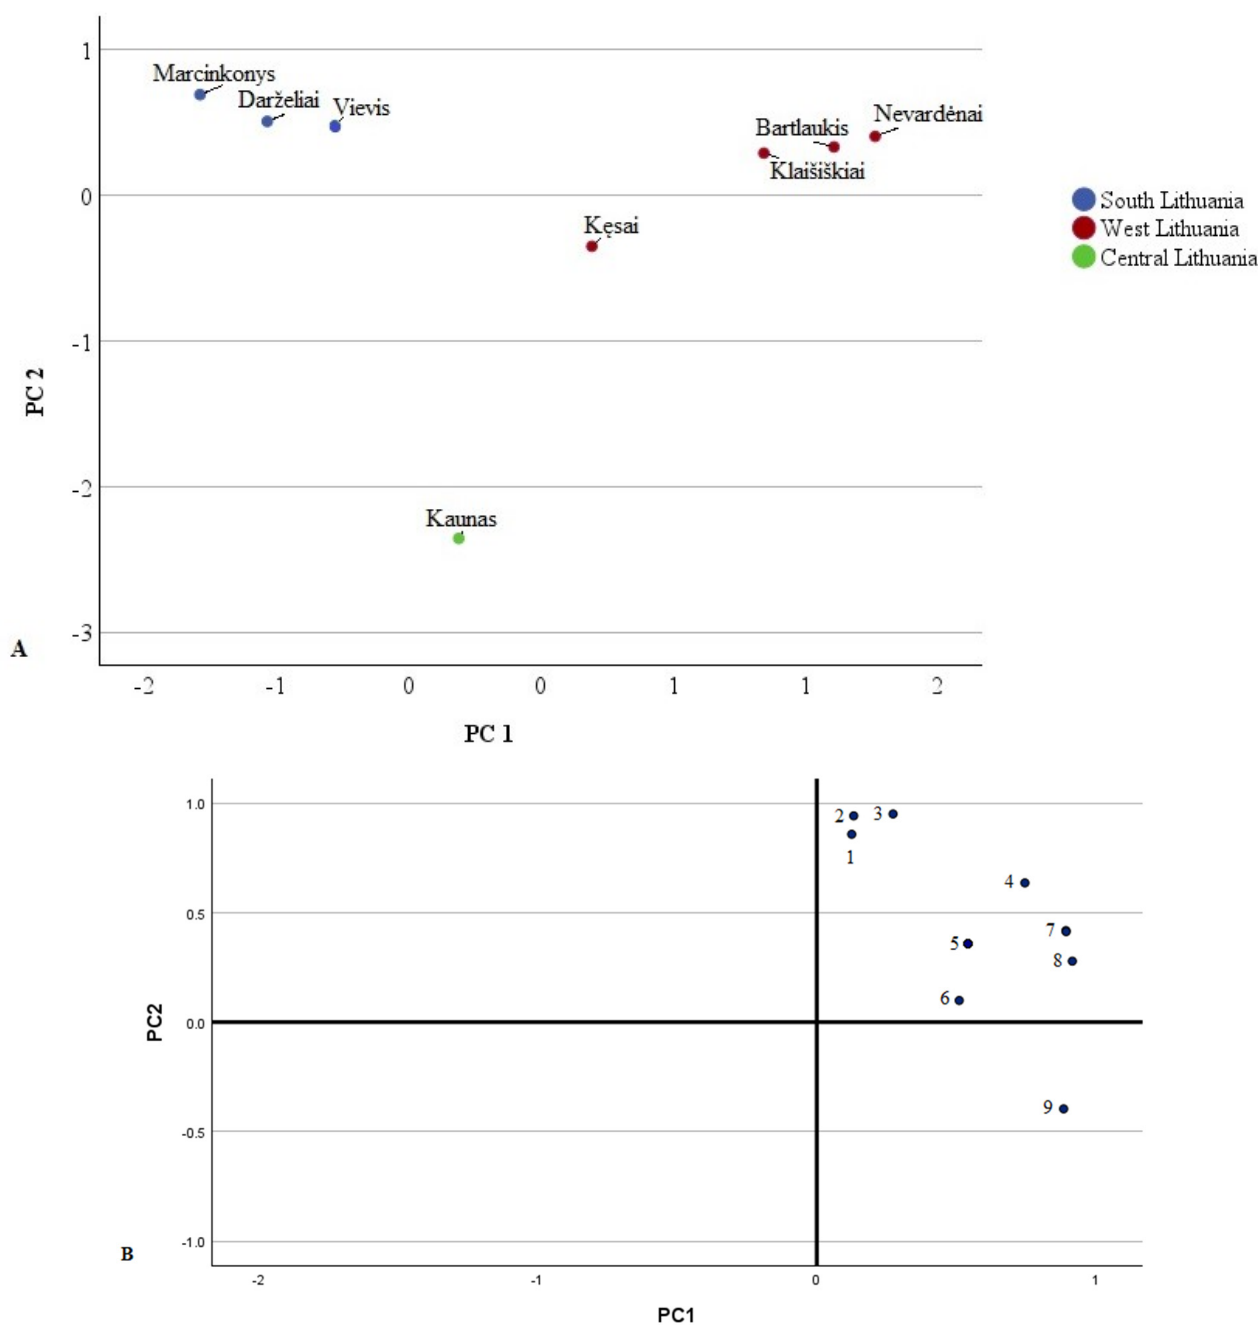 1
Marcinkonys
Darželiai
Vievis
Nevardėnai
Bartlaukis
Klaišiškiai
0
South Lithuania
West Lithuania
Central Lithuania
Kęsai
-1
PC 2
-2
Kaunas
-3
A
-2 -1 0 0 1 1 2
PC 1
1.0
2
3
1
4
0.5
7
5
8
6
0.0
PC2
9
-0.5
-1.0
B
-2 -1 0 1
PC1